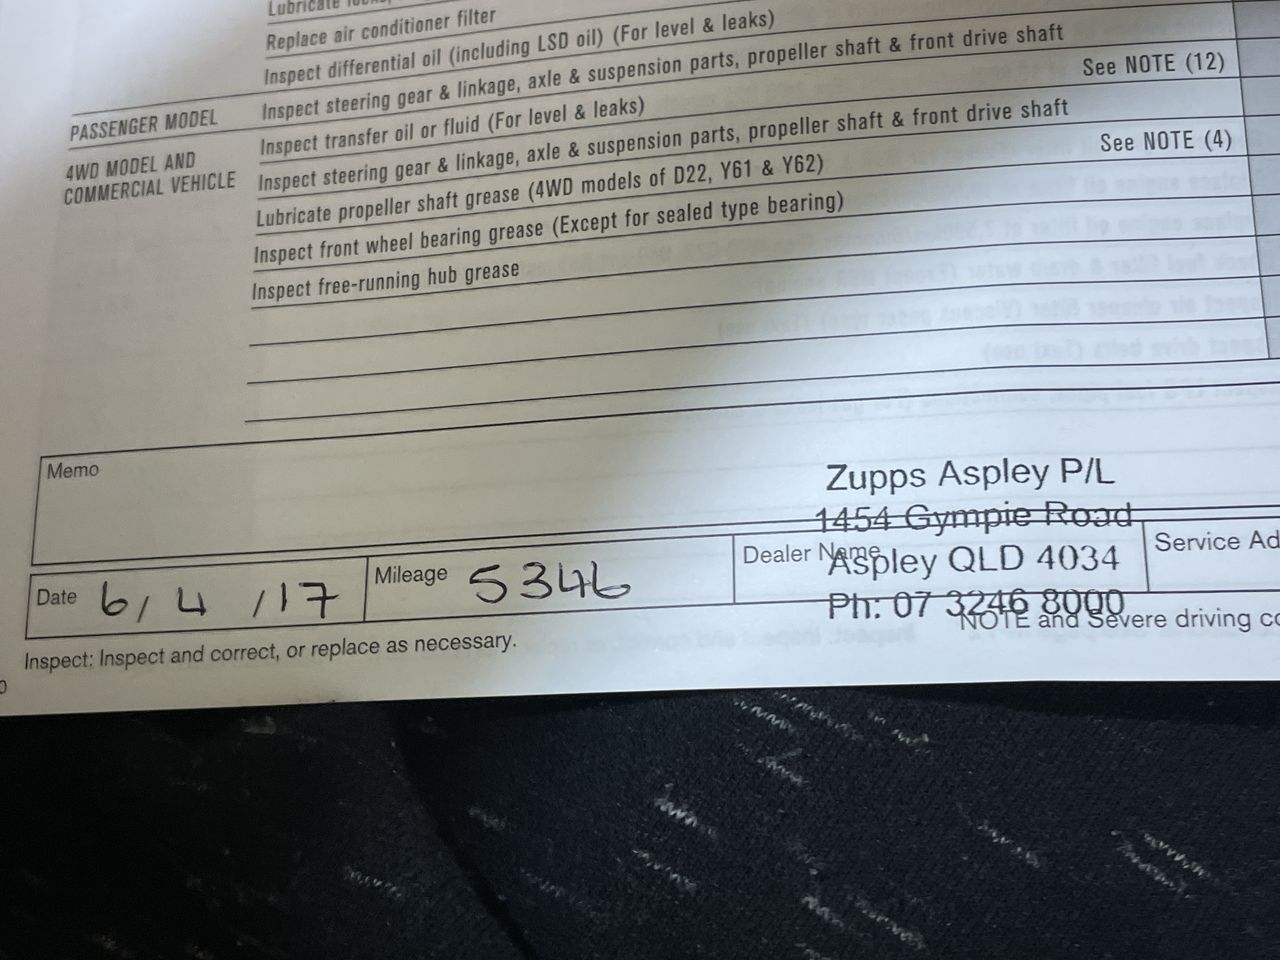 Lubricate
Replace air conditioner filter
Inspect differential oil (including LSD oil) (For level & leaks)
PASSENGER MODEL
Inspect steering gear & linkage, axle & suspension parts, propeller shaft & front drive shaft
See NOTE (12)
4WD MODEL AND
COMMERCIAL VEHICLE
Inspect transfer oil or fluid (For level & leaks)
Inspect steering gear & linkage, axle & suspension parts, propeller shaft & front drive shaft
See NOTE (4)
Lubricate propeller shaft grease (4WD models of D22, Y61 & Y62)
Inspect front wheel bearing grease (Except for sealed type bearing)
Inspect free-running hub grease
Memo
Zupps Aspley P/L
1454 Gympie Road
Aspley QLD 4034
Ph: 07 3246 8000
Date 6/4/17
Mileage 5346
Dealer Name
Service Ad
Inspect: Inspect and correct, or replace as necessary.
NOTE and Severe driving co
0